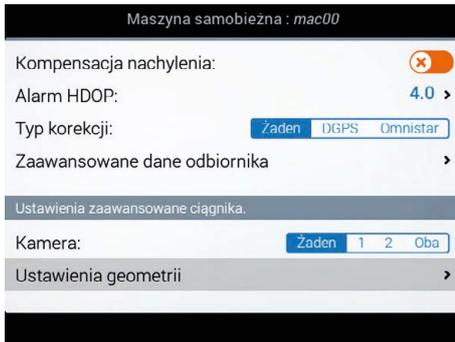 Maszyna samobieżna : mac00
Kompensacja nachylenia:
Alarm HDOP: 4.0
Typ korekcji: Żaden DGPS Omnistar
Zaawansowane dane odbiornika
Ustawienia zaawansowane ciągnika.
Kamera: Żaden 1 2 Oba
Ustawienia geometrii